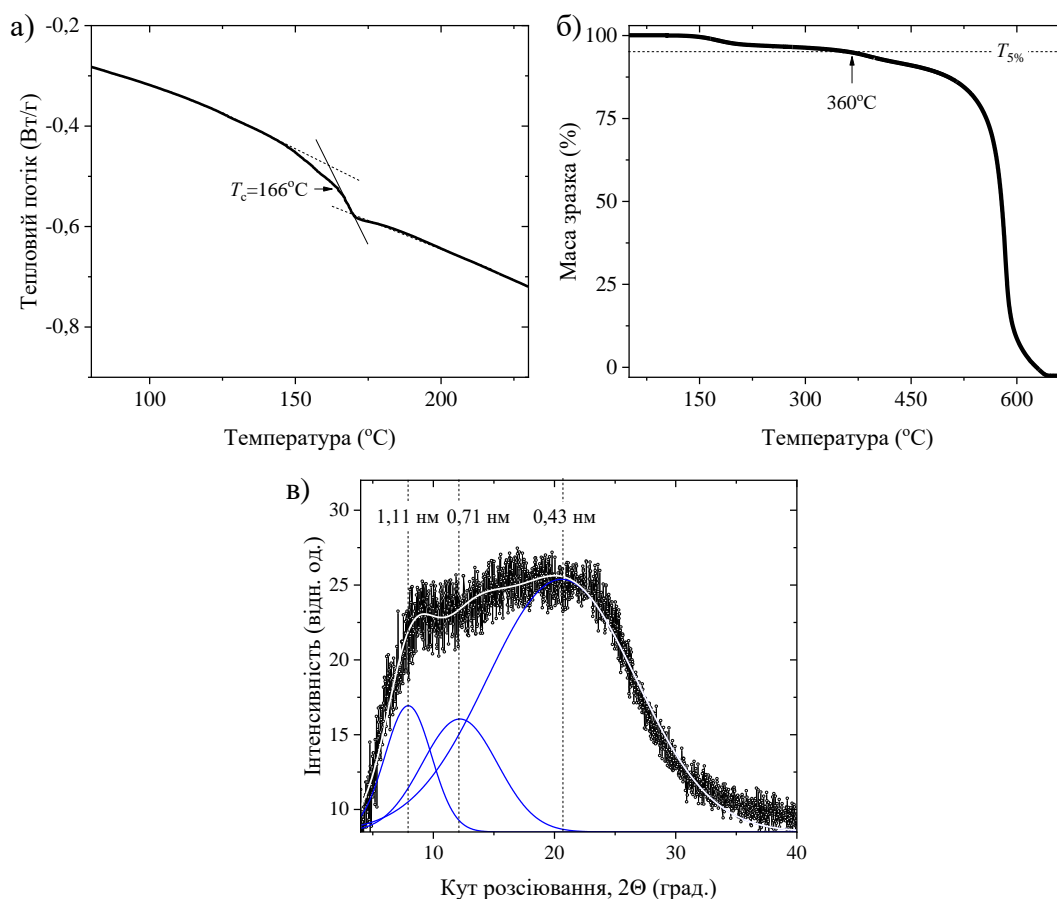 а)
-0,2
-0,4
-0,6
-0,8
Тепловий потік (Вт/г)
Tс=166°C
100
150
200
Температура (°C)
б)
100
75
50
25
0
Маса зразка (%)
T5%
360°C
150
300
450
600
Температура (°C)
в)
30
25
20
15
10
Інтенсивність (відн. од.)
1,11 нм
0,71 нм
0,43 нм
10
20
30
40
Кут розсіювання, 2Θ (град.)